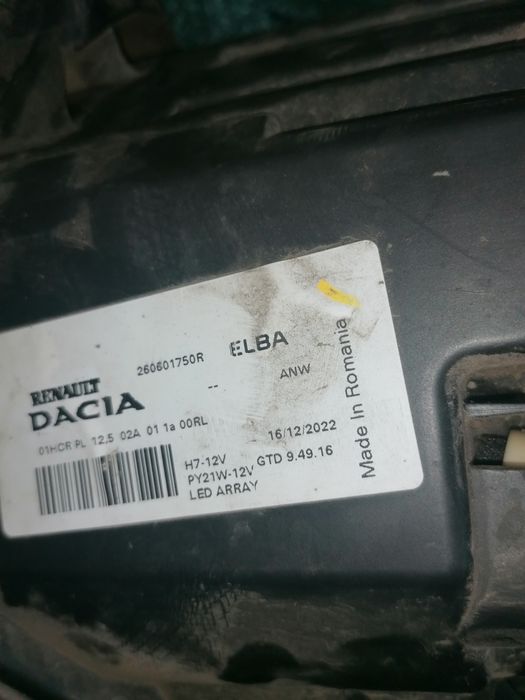 260601750R ELBA
RENAULT -- ANW
DACIA
01HCR PL 12.5 02A 01 1a 00RL 16/12/2022
H7-12V GTD 9.49.16
PY21W-12V
LED ARRAY
Made In Romania